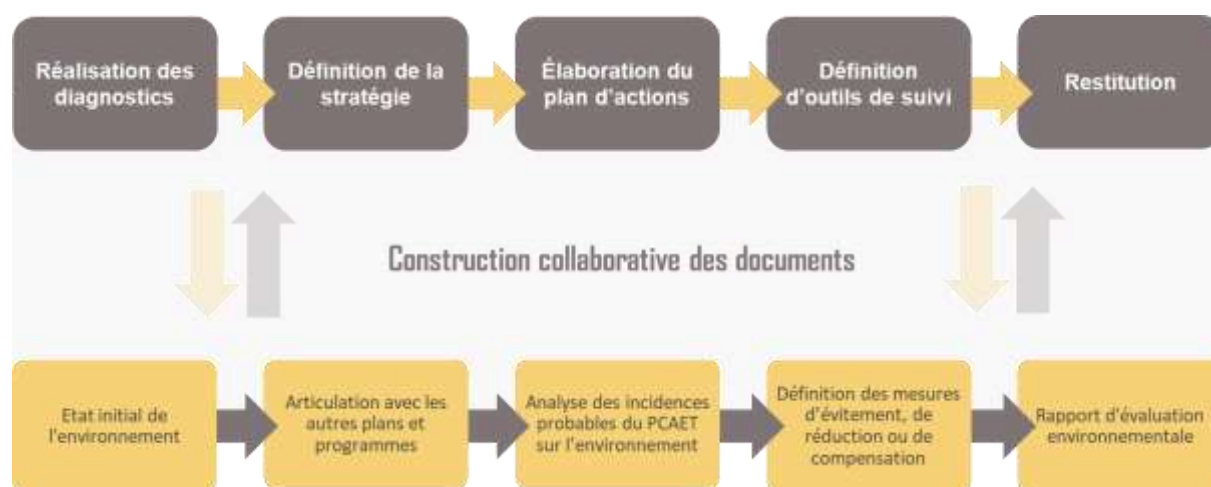 Réalisation des
diagnostics
Définition de la
stratégie
Élaboration du
plan d'actions
Définition
d'outils de suivi
Restitution
Construction collaborative des documents
Etat initial de
l'environnement
Articulation avec les
autres plans et
programmes
Analyse des incidences
probables du PCAET
sur l'environnement
Définition des mesures
d'évitement, de
réduction ou de
compensation
Rapport d'évaluation
environnementale